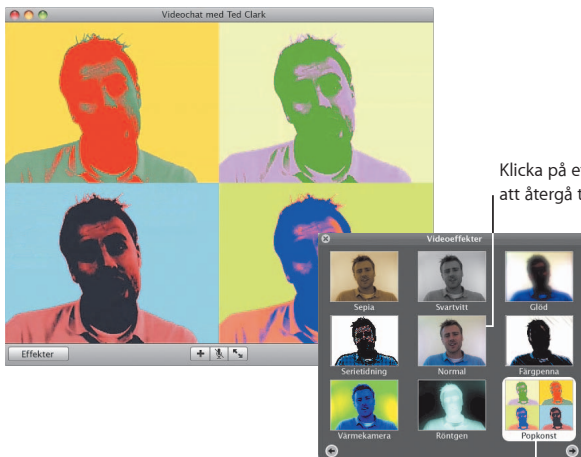 Videochat med Ted Clark
Klicka på
att återgå
Videoeffekter
Sepia
Svartvitt
Glöd
Serietidning
Normal
Färgpenna
Värmekamera
Röntgen
Popkonst
Effekter